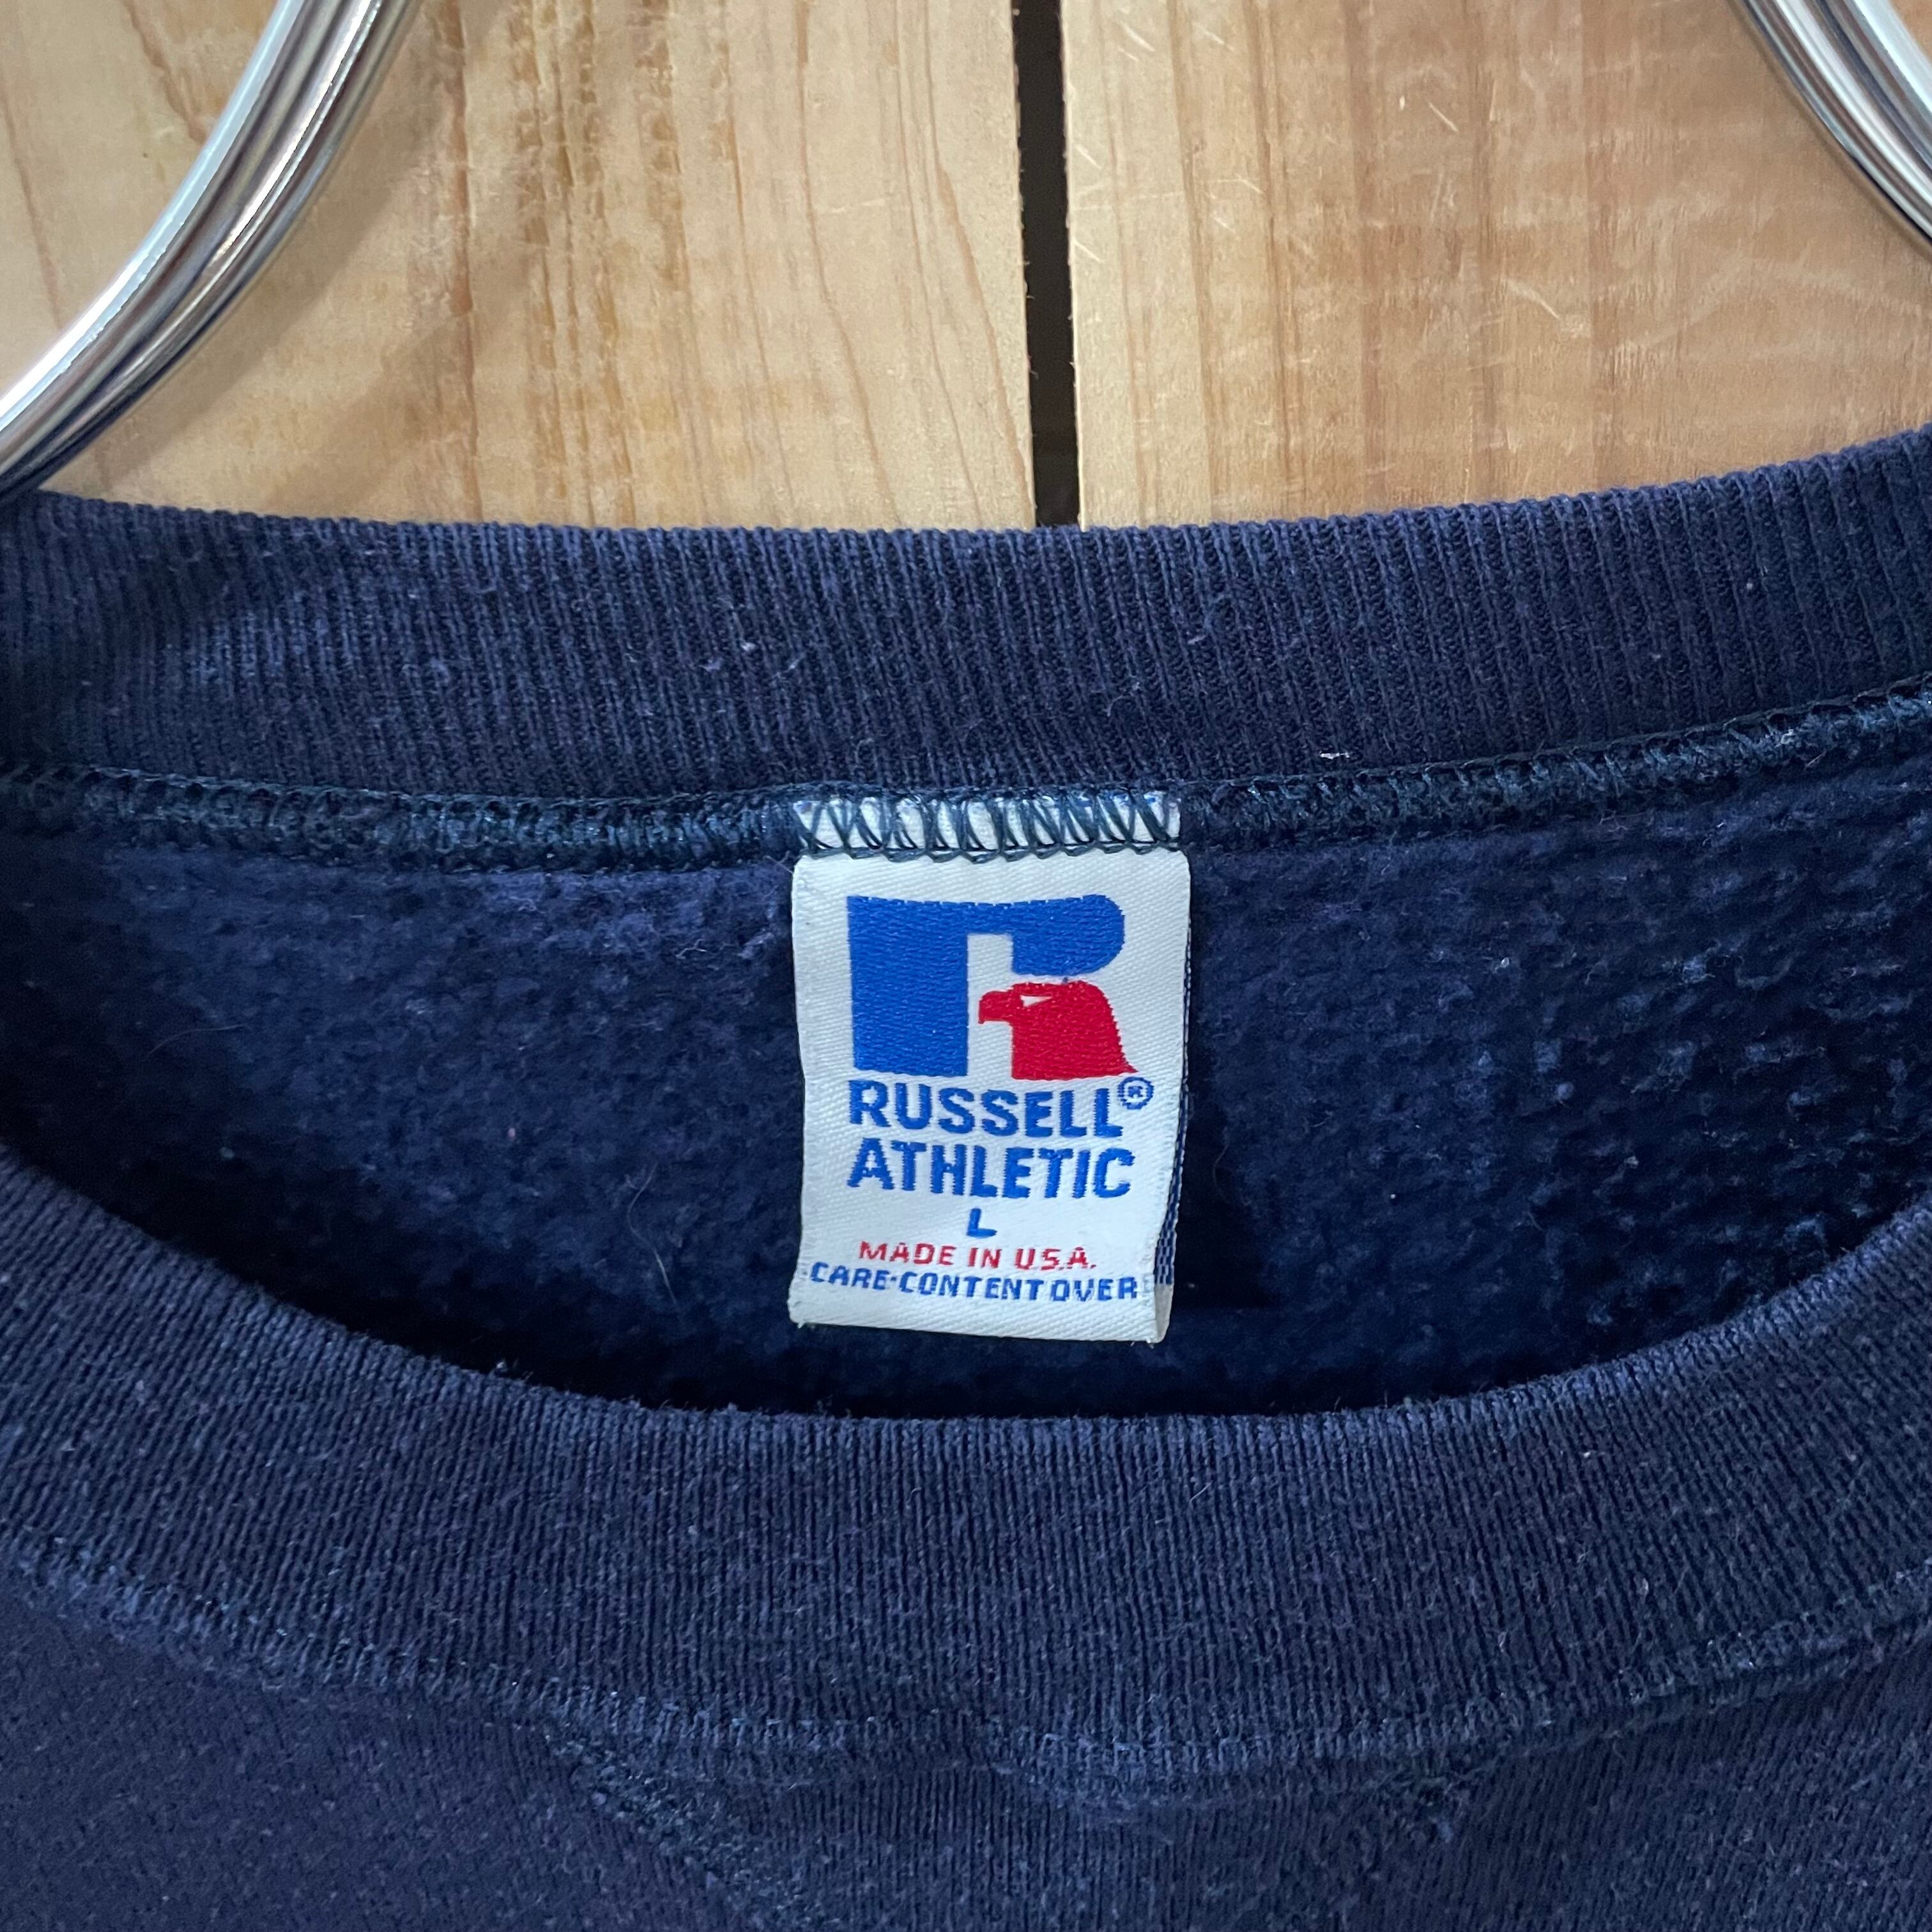 R
RUSSELL®
ATHLETIC
L
MADE IN U.S.A.
CARE·CONTENT OVER